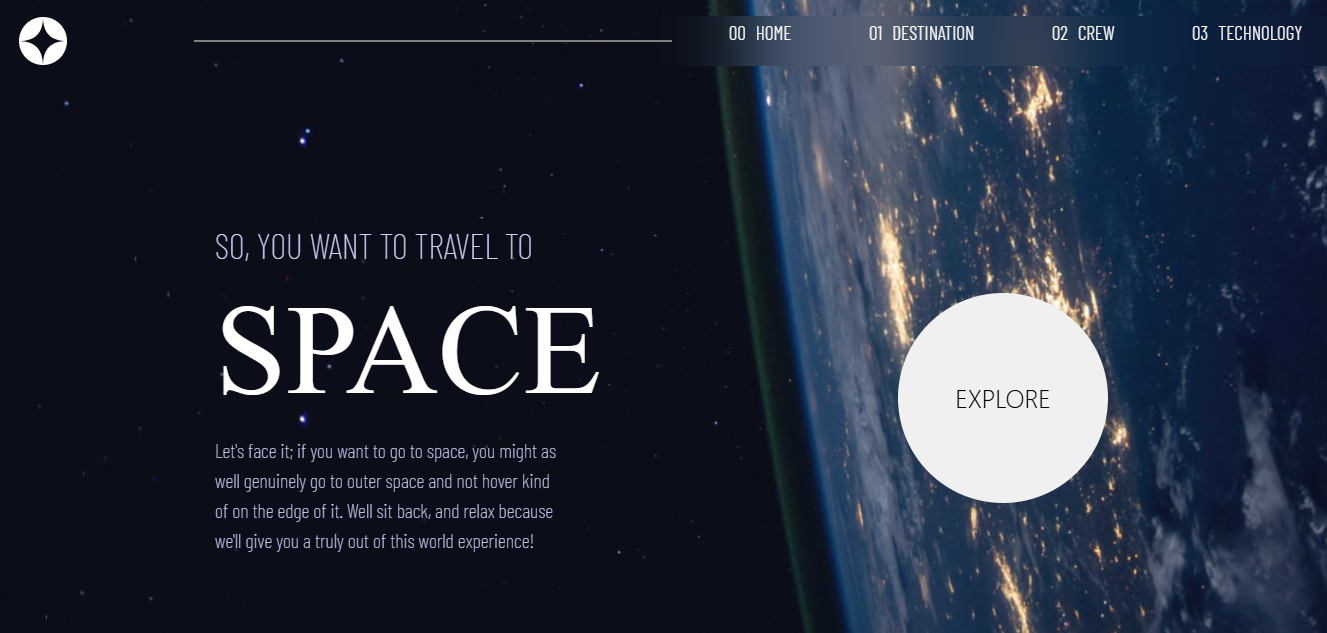 00 HOME 01 DESTINATION 02 CREW 03 TECHNOLOGY
SO, YOU WANT TO TRAVEL TO
SPACE
Let's face it; if you want to go to space, you might as
well genuinely go to outer space and not hover kind
of on the edge of it. Well sit back, and relax because
we'll give you a truly out of this world experience!
EXPLORE